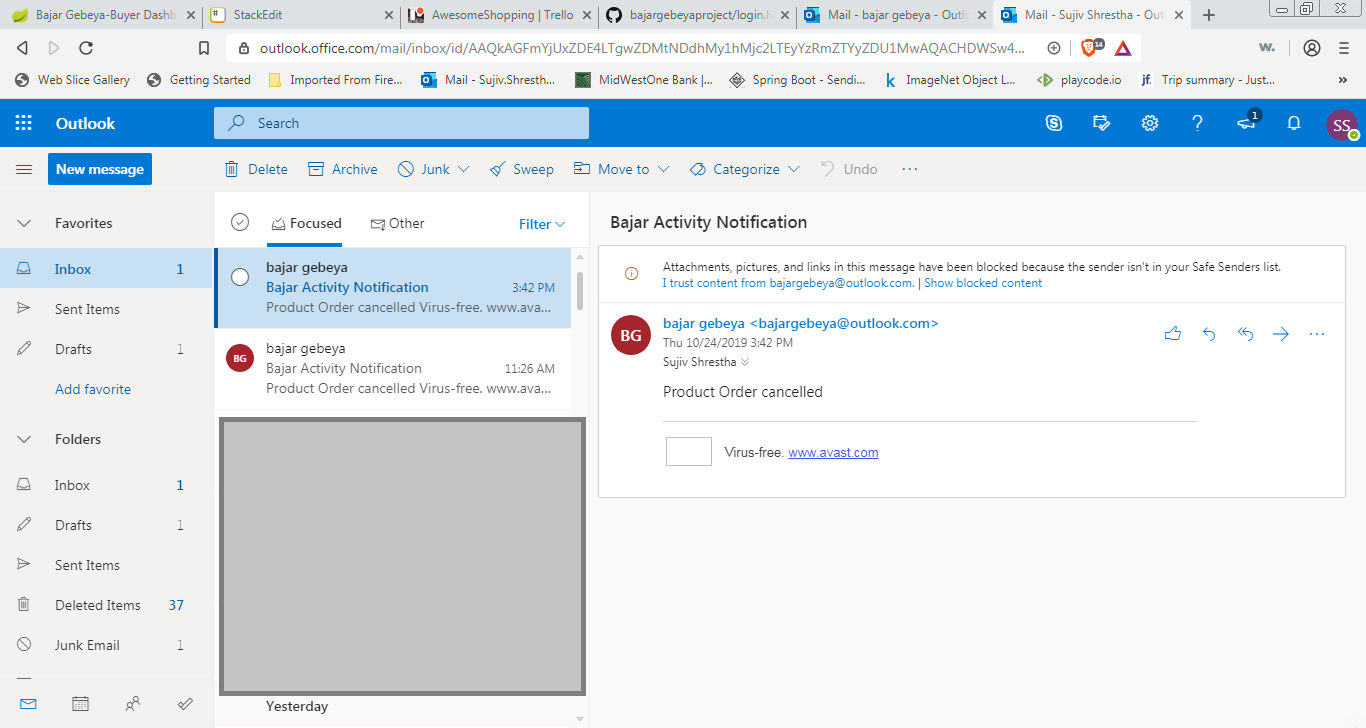 Bajar Gebeya-Buyer Dashb
StackEdit
AwesomeShopping | Trello
bajargebeyaproject/login.h
Mail - bajar gebeya - Outlo
Mail - Sujiv Shrestha - Out
outlook.office.com/mail/inbox/id/AAQkAGFmYjUxZDE4LTgwZDMtNDdhMy1hMjc2LTEyYzRmZTYyZDU1MwAQACHDWSw4...
14
w.
Web Slice Gallery
Getting Started
Imported From Fire...
Mail - Sujiv.Shresth...
MidWestOne Bank |...
Spring Boot - Sendi...
k ImageNet Object L...
playcode.io
jf. Trip summary - Just...
»
Outlook
Search
1
SS
New message
Delete
Archive
Junk
Sweep
Move to
Categorize
Undo
...
Favorites
Inbox 1
Sent Items
Drafts 1
Add favorite
Folders
Inbox 1
Drafts 1
Sent Items
Deleted Items 37
Junk Email 1
Focused
Other
Filter
bajar gebeya
Bajar Activity Notification 3:42 PM
Product Order cancelled Virus-free. www.ava...
BG
bajar gebeya
Bajar Activity Notification 11:26 AM
Product Order cancelled Virus-free. www.ava...
Yesterday
Bajar Activity Notification
Attachments, pictures, and links in this message have been blocked because the sender isn't in your Safe Senders list.
I trust content from bajargebeya@outlook.com. | Show blocked content
BG
bajar gebeya <bajargebeya@outlook.com>
Thu 10/24/2019 3:42 PM
Sujiv Shrestha
...
Product Order cancelled
Virus-free. www.avast.com